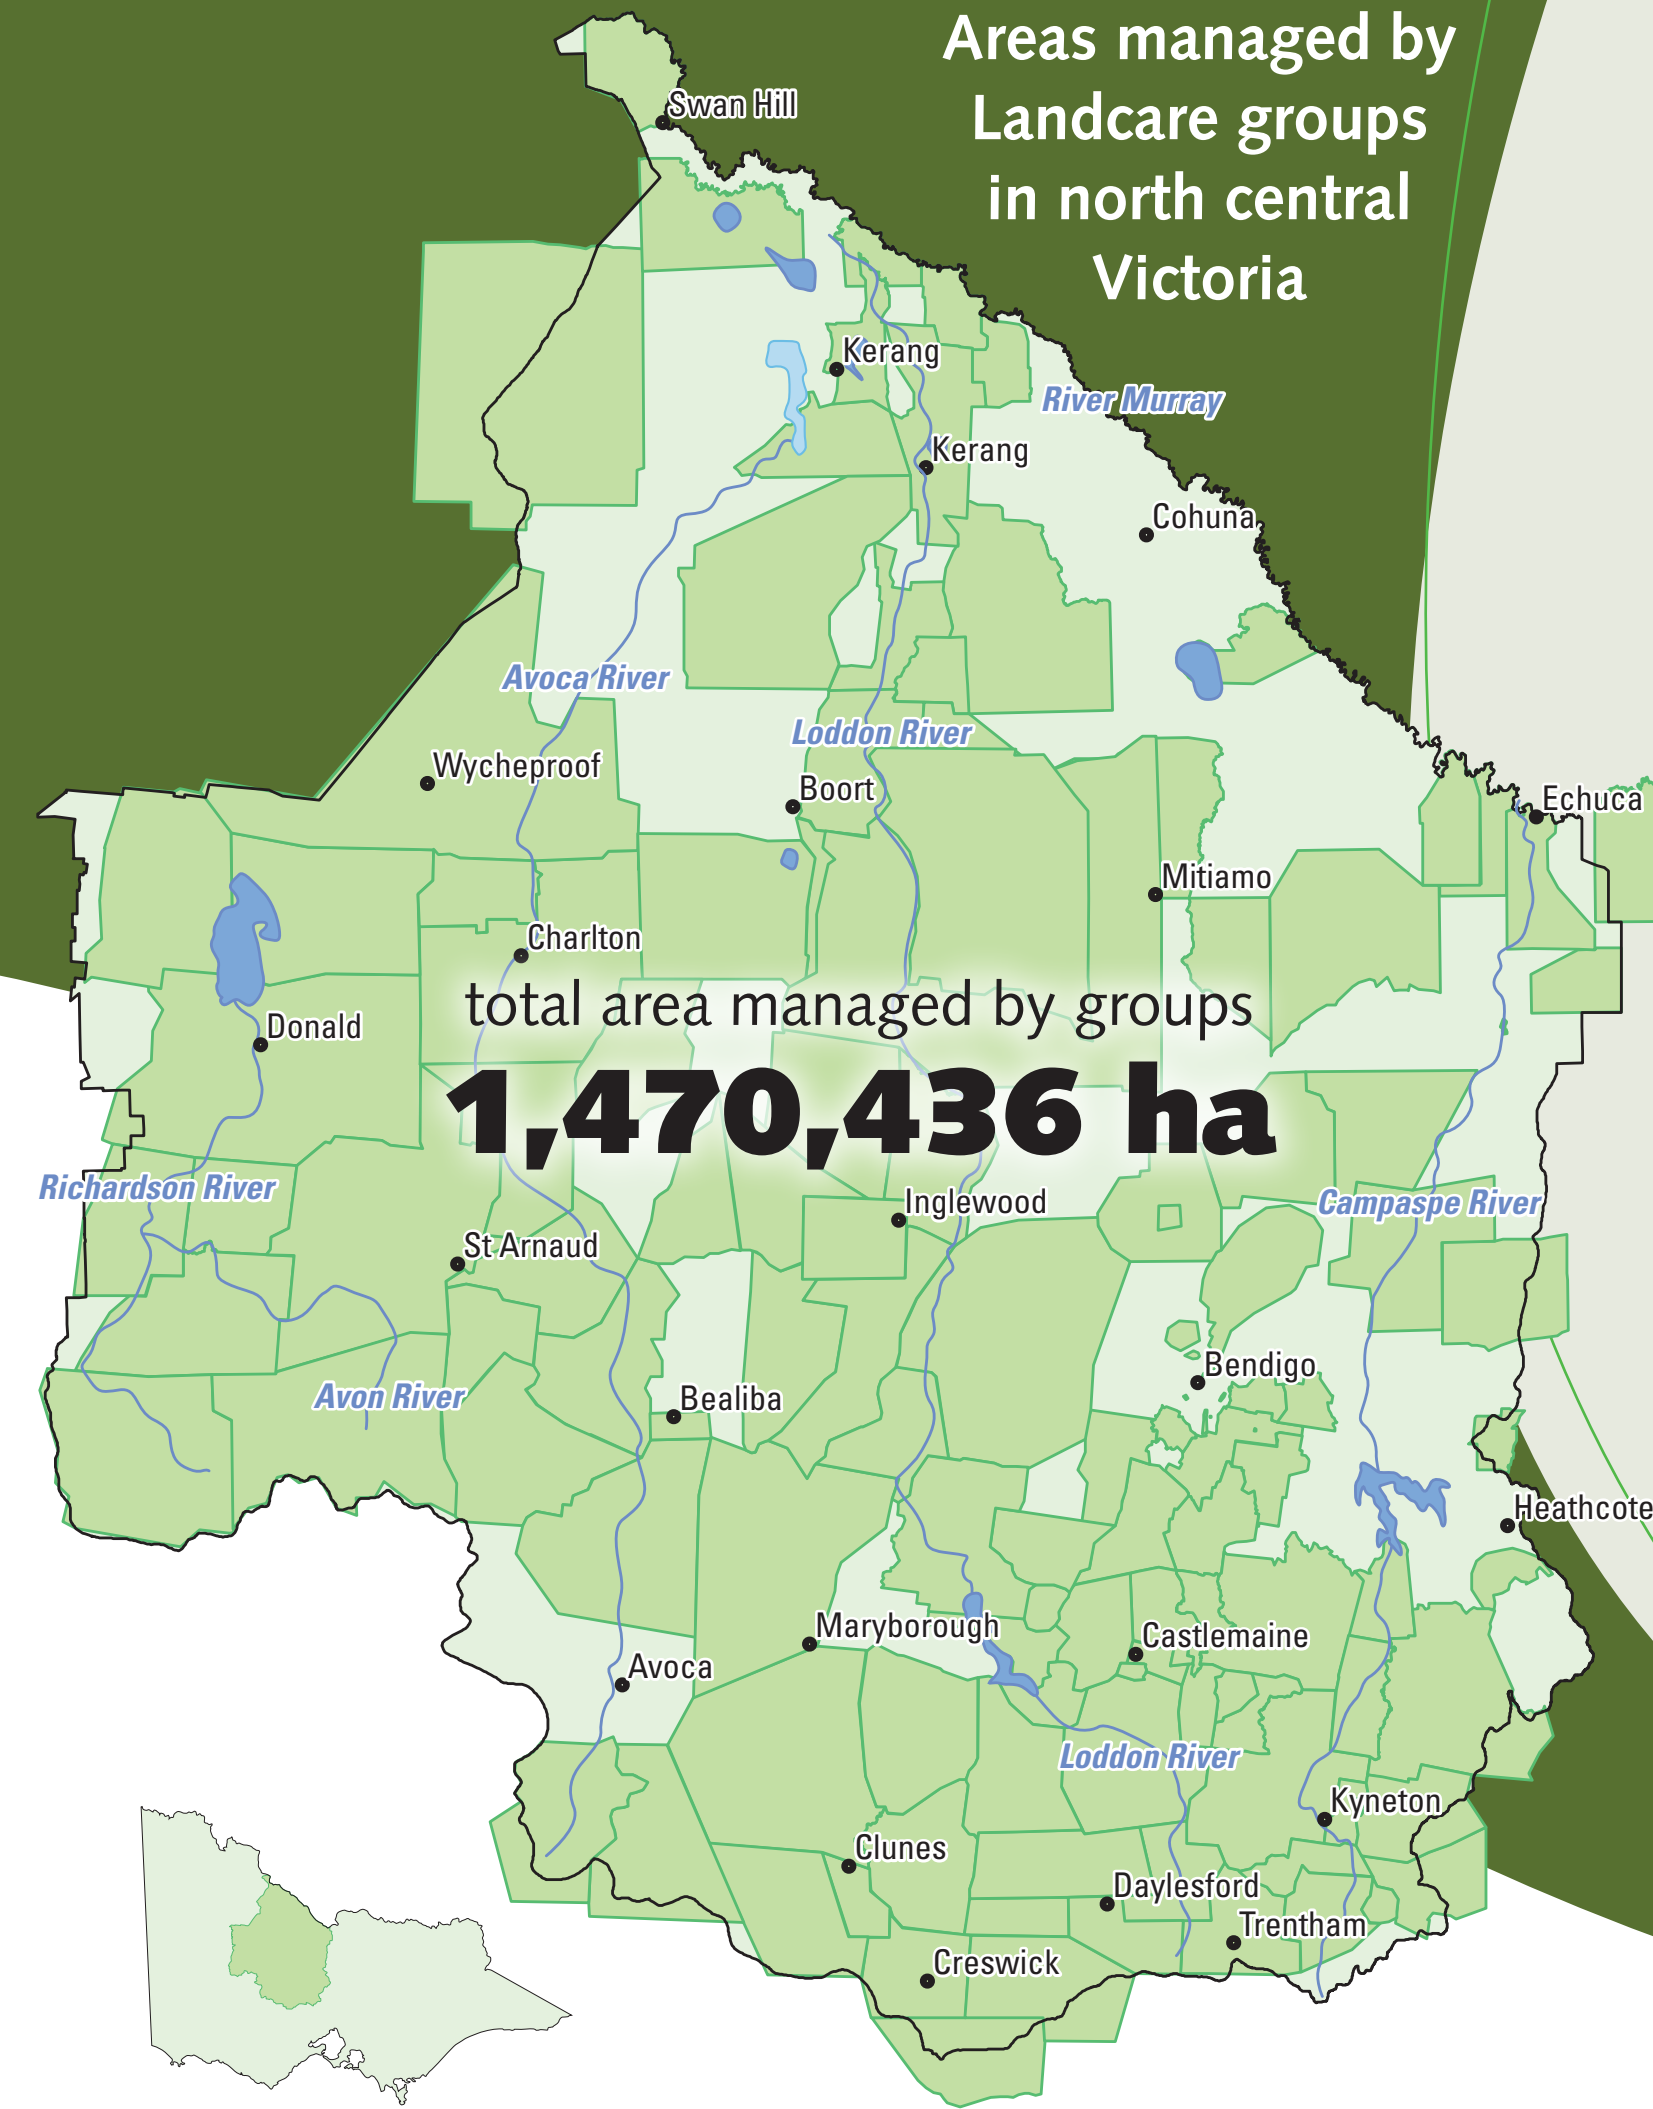 Areas managed by
Landcare groups
in north central
Victoria
Swan Hill
Kerang
River Murray
Kerang
Cohuna
Avoca River
Loddon River
Wycheproof
Boort
Echuca
Mitiamo
Charlton
total area managed by groups
Donald
1,470,436 ha
Richardson River
Inglewood
Campaspe River
St Arnaud
Bendigo
Avon River
Bealiba
Heathcote
Maryborough
Castlemaine
Avoca
Loddon River
Kyneton
Clunes
Daylesford
Trentham
Creswick